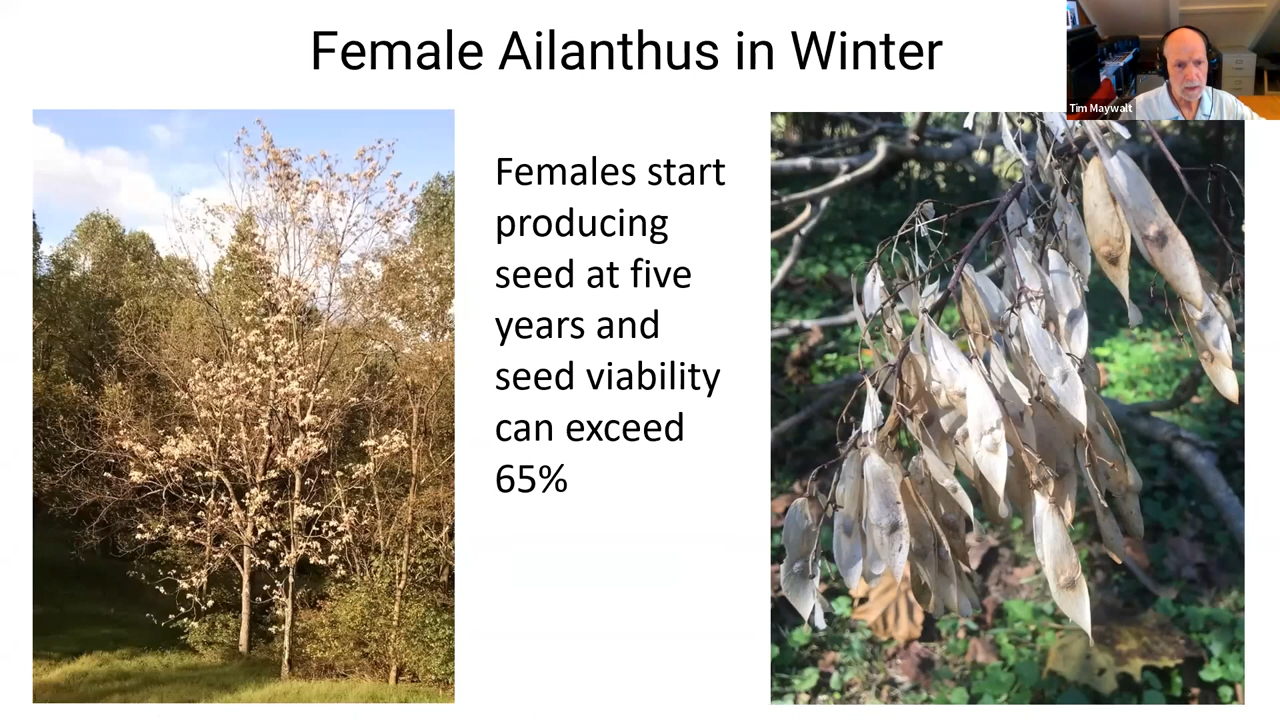 Female Ailanthus in Winter
Tim Maywalt
Females start
producing
seed at five
years and
seed viability
can exceed
65%